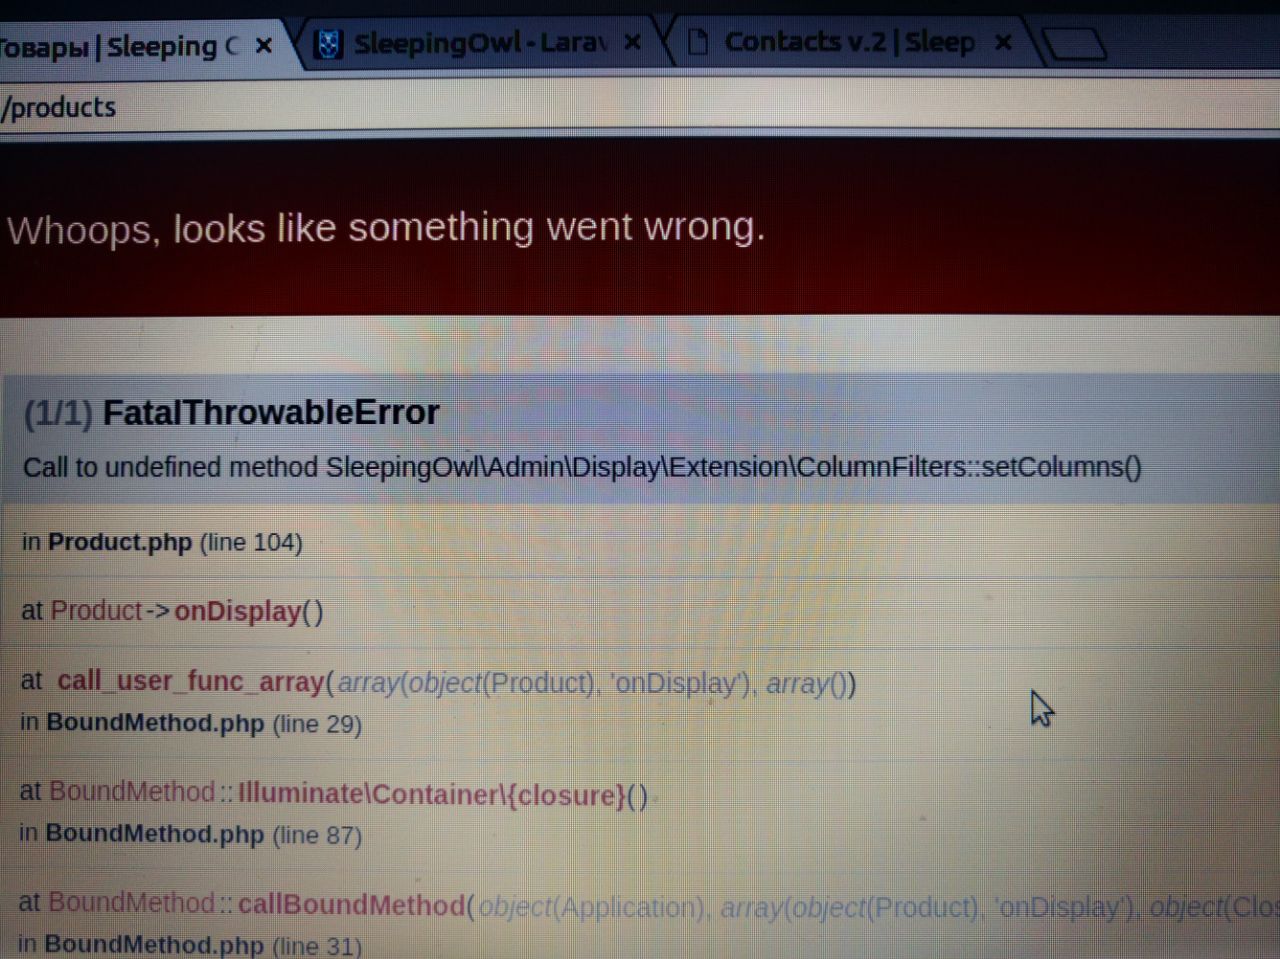 Товары | Sleeping
SleepingOwl - Larav
Contacts v.2 | Sleep
/products
Whoops, looks like something went wrong.
(1/1) FatalThrowableError
Call to undefined method SleepingOwl\Admin\Display\Extension\ColumnFilters::setColumns()
in Product.php (line 104)
at Product->onDisplay()
at call_user_func_array(array(object(Product), 'onDisplay'), array())
in BoundMethod.php (line 29)
at BoundMethod::Illuminate\Container\{closure}()
in BoundMethod.php (line 87)
at BoundMethod::callBoundMethod(object(Application), array(object(Product), 'onDisplay'), object(Clos
in BoundMethod.php (line 31)